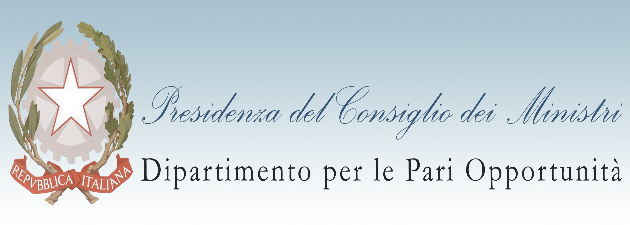 Presidenza del Consiglio dei Ministri
Dipartimento per le Pari Opportunità
REPVBBLICA ITALIANA